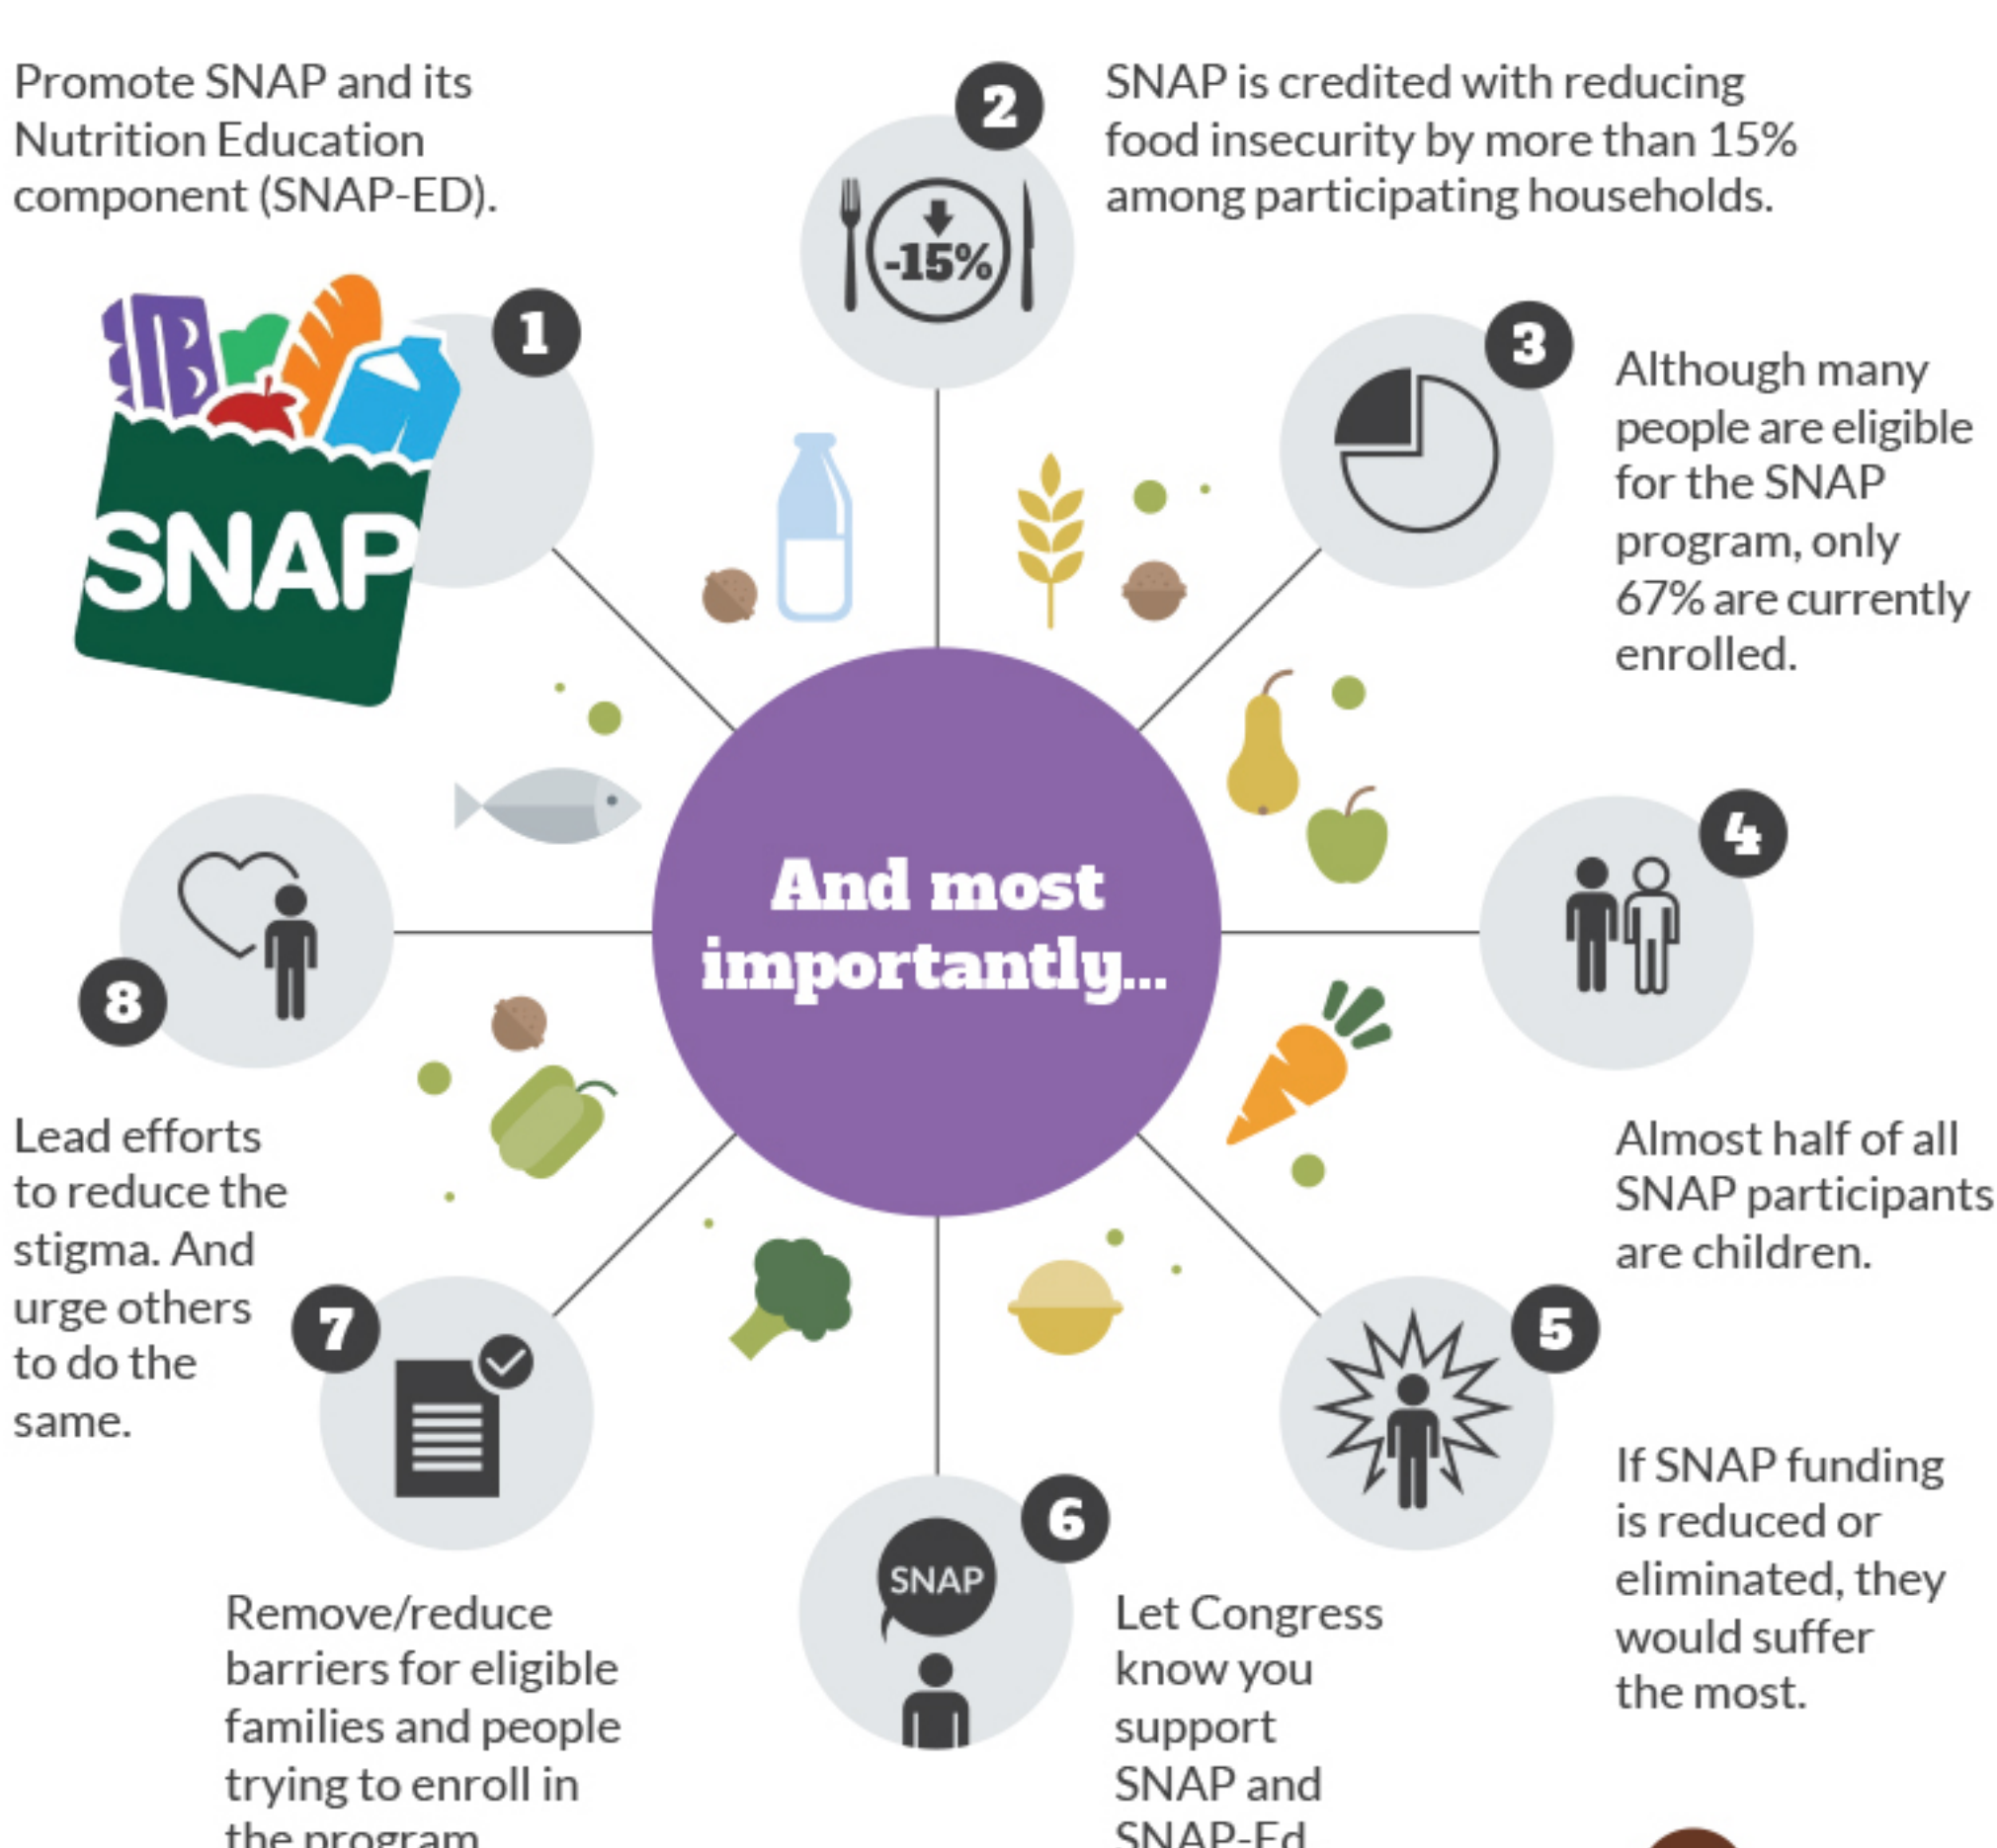 Promote SNAP and its
Nutrition Education
component (SNAP-ED).
1
SNAP
2
-15%
SNAP is credited with reducing
food insecurity by more than 15%
among participating households.
3
Although many
people are eligible
for the SNAP
program, only
67% are currently
enrolled.
And most
importantly...
4
Almost half of all
SNAP participants
are children.
5
If SNAP funding
is reduced or
eliminated, they
would suffer
the most.
6
SNAP
Let Congress
know you
support
SNAP and
SNAP-Ed
7
Remove/reduce
barriers for eligible
families and people
trying to enroll in
the program
8
Lead efforts
to reduce the
stigma. And
urge others
to do the
same.